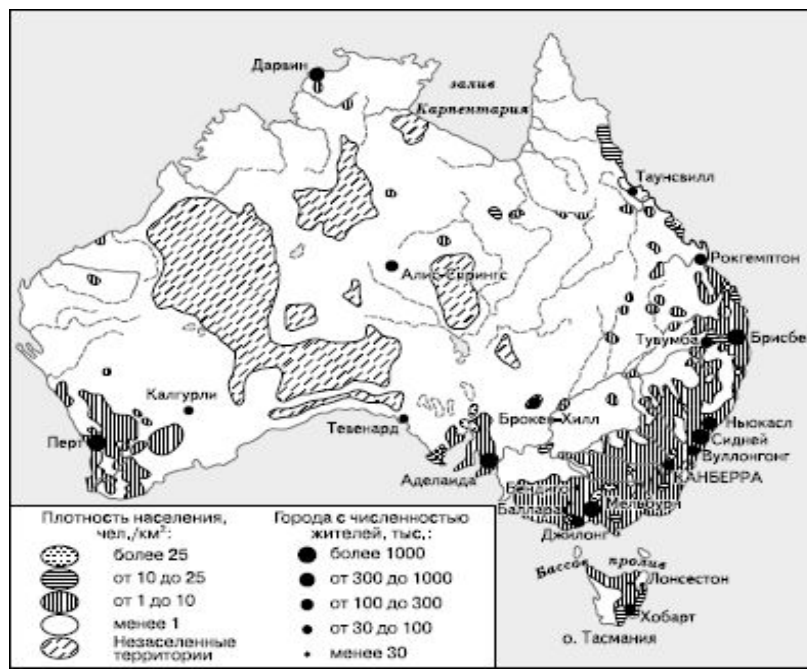 Дарвин
залив
Карпентария
Таунсвилл
Рокгемптон
Алис-Спрингс
Тувумба
Брисбе
Калгурли
Брокен-Хилл
Тевенард
Ньюкасл
Перт
Сидней
Вуллонгонг
Аделаида
КАНБЕРРА
Мельбурн
Баллара
Джилонг
Плотность населения,
чел,/км²:
более 25
от 10 до 25
от 1 до 10
менее 1
Незаселенные
территории
Города с численностью
жителей, тыс,:
более 1000
от 300 до 1000
от 100 до 300
от 30 до 100
менее 30
Бассов пролив
Лонсестон
Хобарт
о. Тасмания